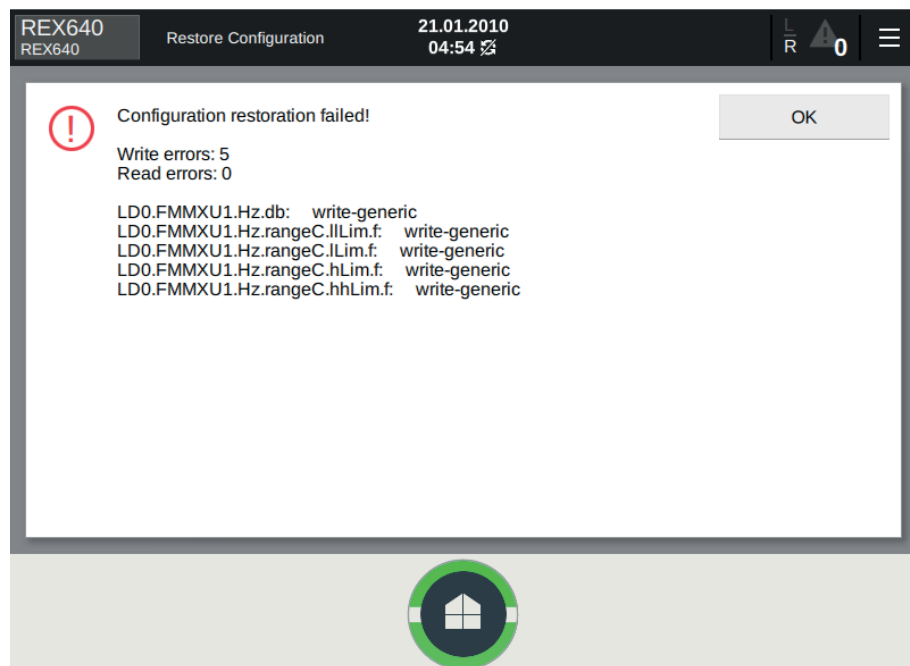 REX640
REX640
Restore Configuration
21.01.2010
04:54
L
R
0
Configuration restoration failed!
OK
Write errors: 5
Read errors: 0
LD0.FMMXU1.Hz.db: write-generic
LD0.FMMXU1.Hz.rangeC.llLim.f: write-generic
LD0.FMMXU1.Hz.rangeC.lLim.f: write-generic
LD0.FMMXU1.Hz.rangeC.hLim.f: write-generic
LD0.FMMXU1.Hz.rangeC.hhLim.f: write-generic